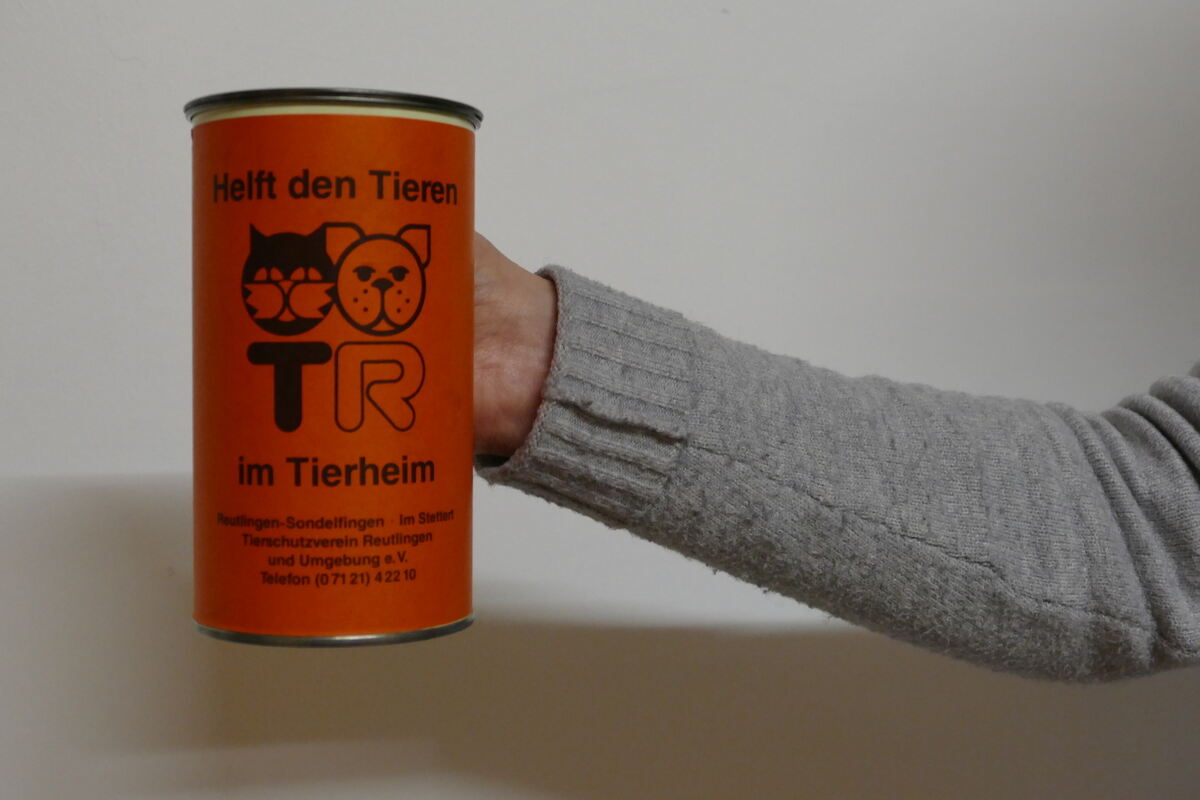 Helft den Tieren
TR
im Tierheim
Reutlingen-Sondelfingen · Im Stettert
Tierschutzverein Reutlingen
und Umgebung e.V.
Telefon (0 71 21) 4 22 10